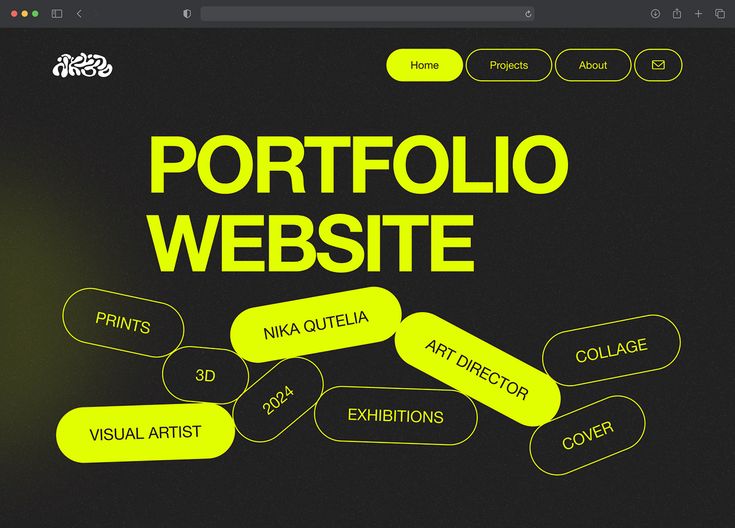 Home
Projects
About
PORTFOLIO
WEBSITE
PRINTS
NIKA QUTELIA
3D
ART DIRECTOR
COLLAGE
2024
VISUAL ARTIST
EXHIBITIONS
COVER